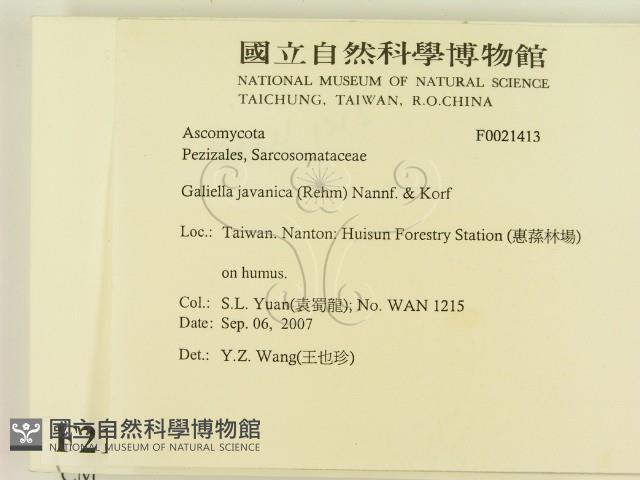 國立自然科學博物館
NATIONAL MUSEUM OF NATURAL SCIENCE
TAICHUNG, TAIWAN, R.O.CHINA
Ascomycota F0021413
Pezizales, Sarcosomataceae
Galiella javanica (Rehm) Nannf. & Korf
Loc.: Taiwan. Nanton: Huisun Forestry Station (惠蓀林場)
on humus.
Col.: S.L. Yuan(袁蜀龍); No. WAN 1215
Date: Sep. 06, 2007
Det.: Y.Z. Wang(王也珍)
國立自然科學博物館
NATIONAL MUSEUM OF NATURAL SCIENCE
CM